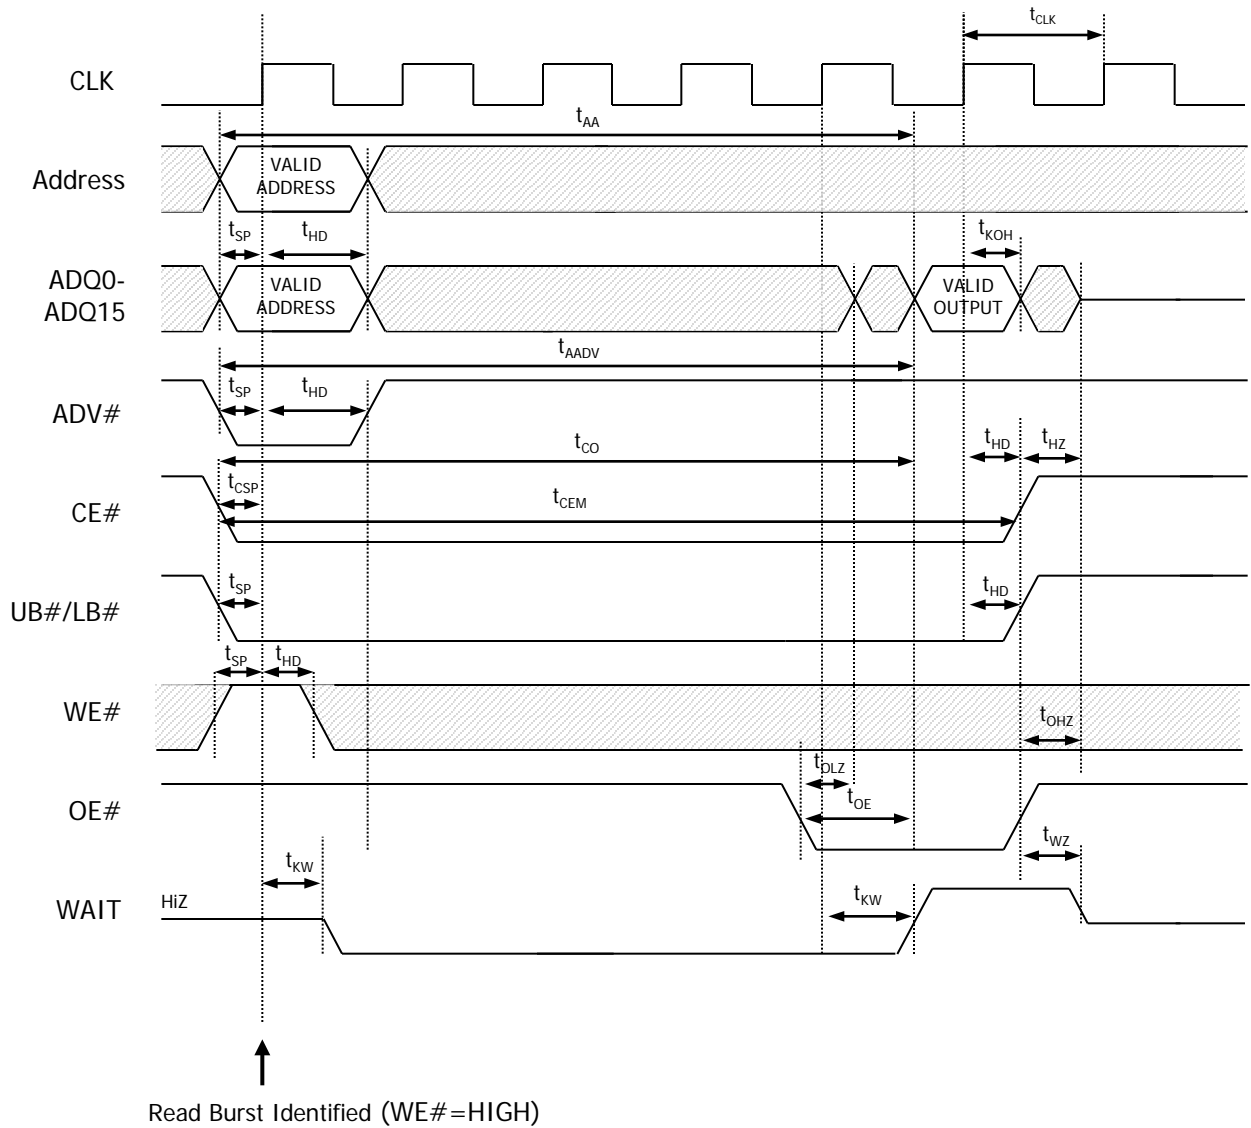 tCLK
CLK
tAA
Address
VALID
ADDRESS
tSP
tHD
tKOH
ADQ0-
ADQ15
VALID
ADDRESS
VALID
OUTPUT
tAADV
ADV#
tSP
tHD
tCO
tHD
tHZ
CE#
tCSP
tCEM
UB#/LB#
tSP
tHD
tSP
tHD
WE#
tOHZ
tOLZ
OE#
tOE
tWZ
tKW
WAIT
HiZ
tKW
Read Burst Identified (WE#=HIGH)